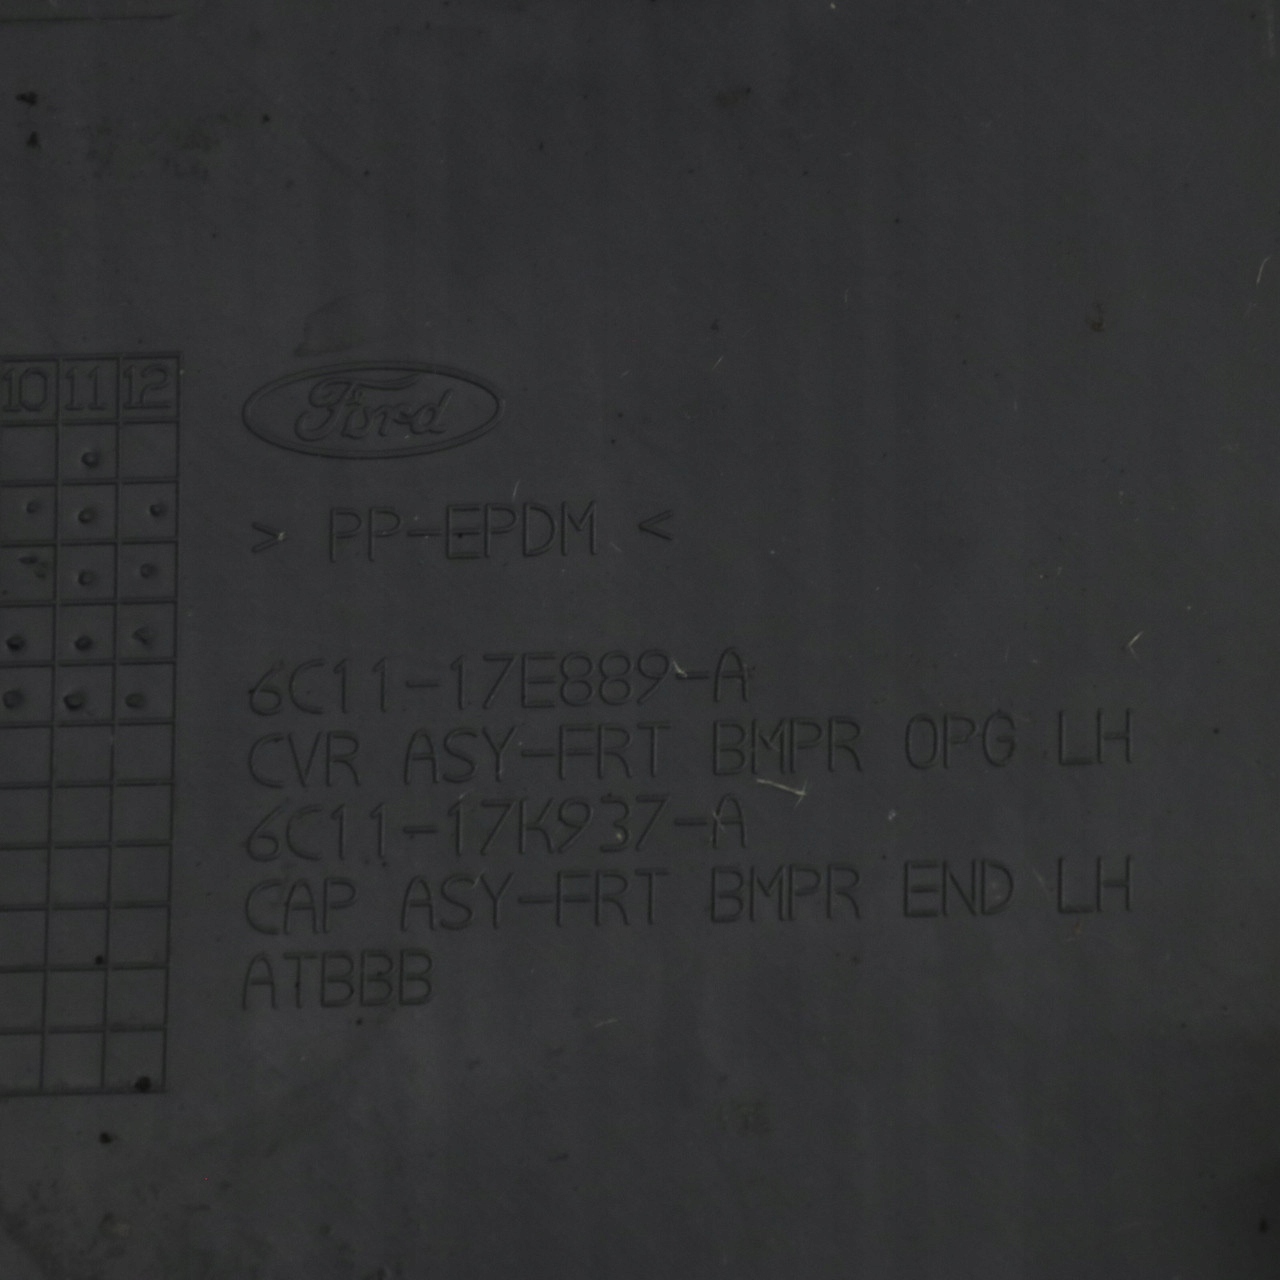 10 11 12
Ford
> PP-EPDM <
6C11-17E889-A
CVR ASY-FRT BMPR OPG LH
6C11-17K937-A
CAP ASY-FRT BMPR END LH
ATBBB